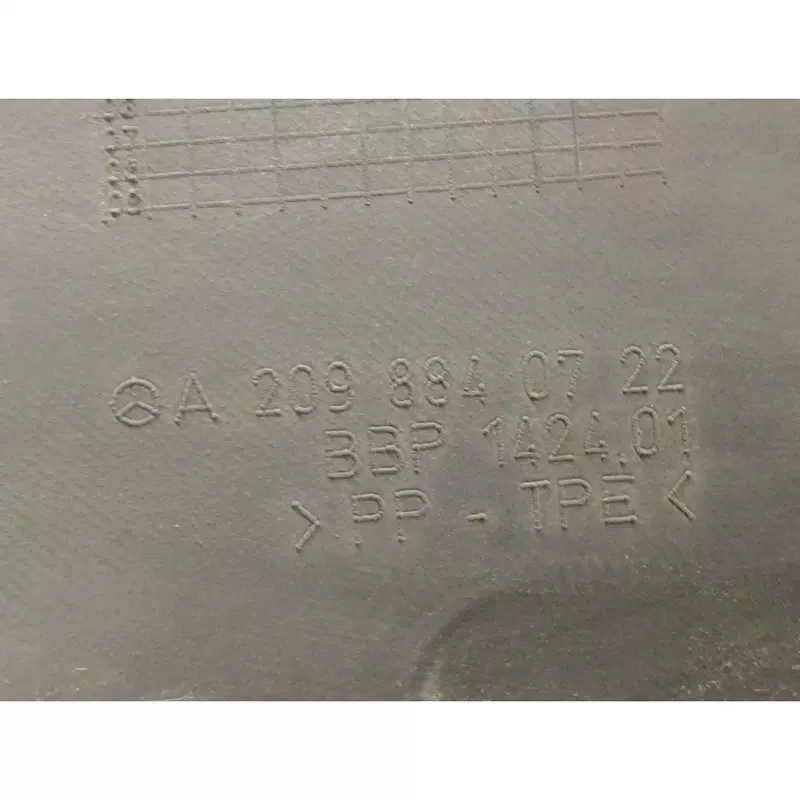 A 209 884 07 22
BBP 1424.01
> PP - TPE <